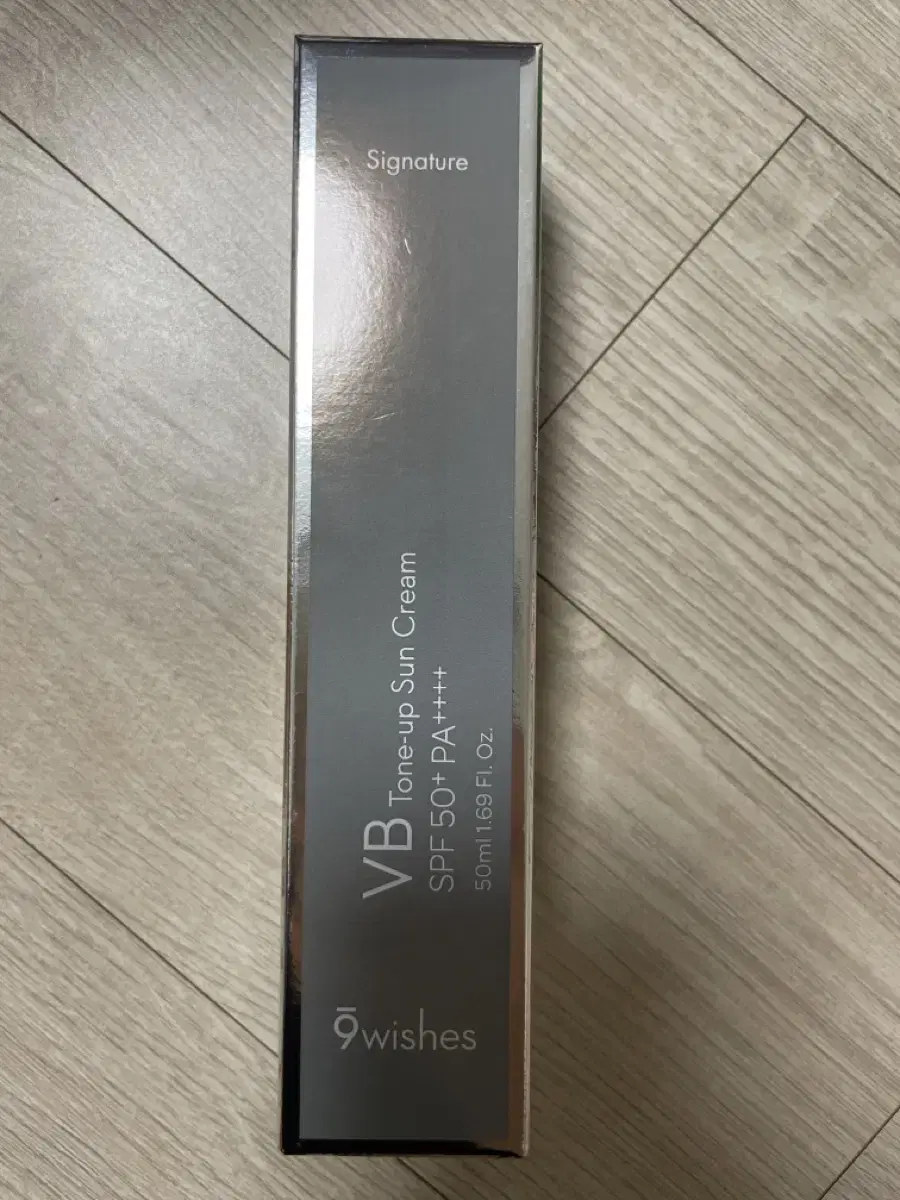 Signature
VB Tone-up Sun Cream
SPF 50+ PA++++
50ml 1.69 Fl. Oz.
9wishes